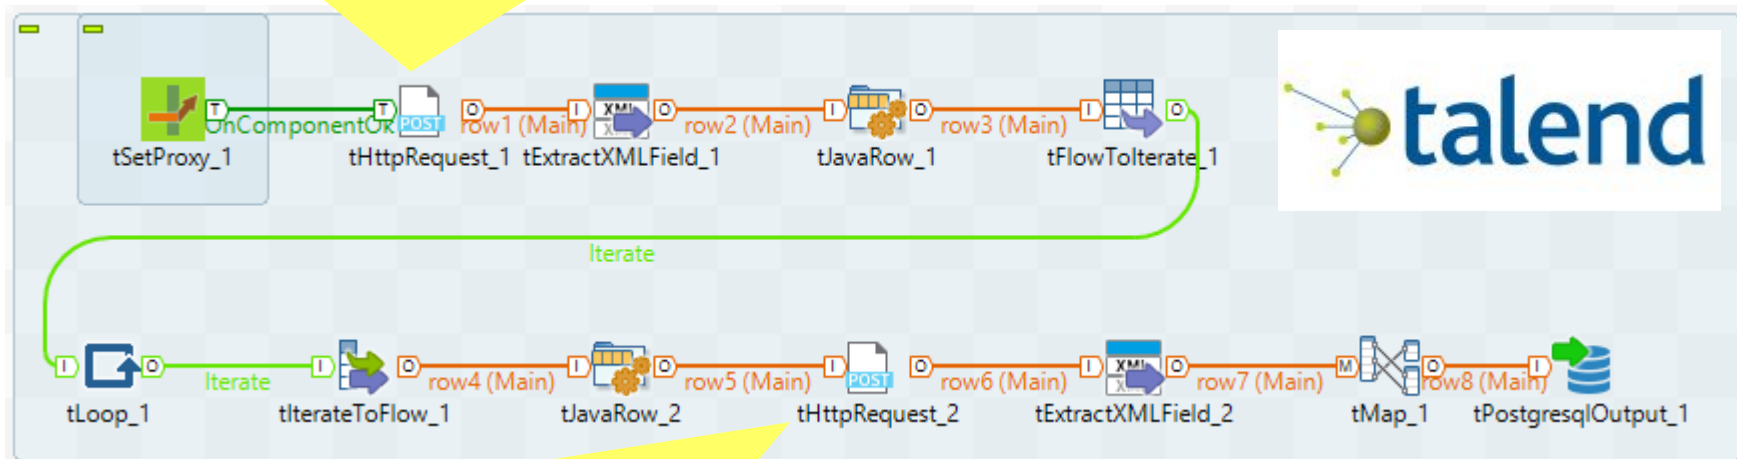 talend
T
T
OnComponentOk
POST
O
row1 (Main)
I
XML
O
row2 (Main)
I
O
row3 (Main)
I
O
tSetProxy_1
tHttpRequest_1
tExtractXMLField_1
tJavaRow_1
tFlowToIterate_1
Iterate
I
O
Iterate
I
O
row4 (Main)
I
O
row5 (Main)
I
POST
O
row6 (Main)
I
XML
O
row7 (Main)
M
O
row8 (Main)
I
tLoop_1
tIterateToFlow_1
tJavaRow_2
tHttpRequest_2
tExtractXMLField_2
tMap_1
tPostgresqlOutput_1